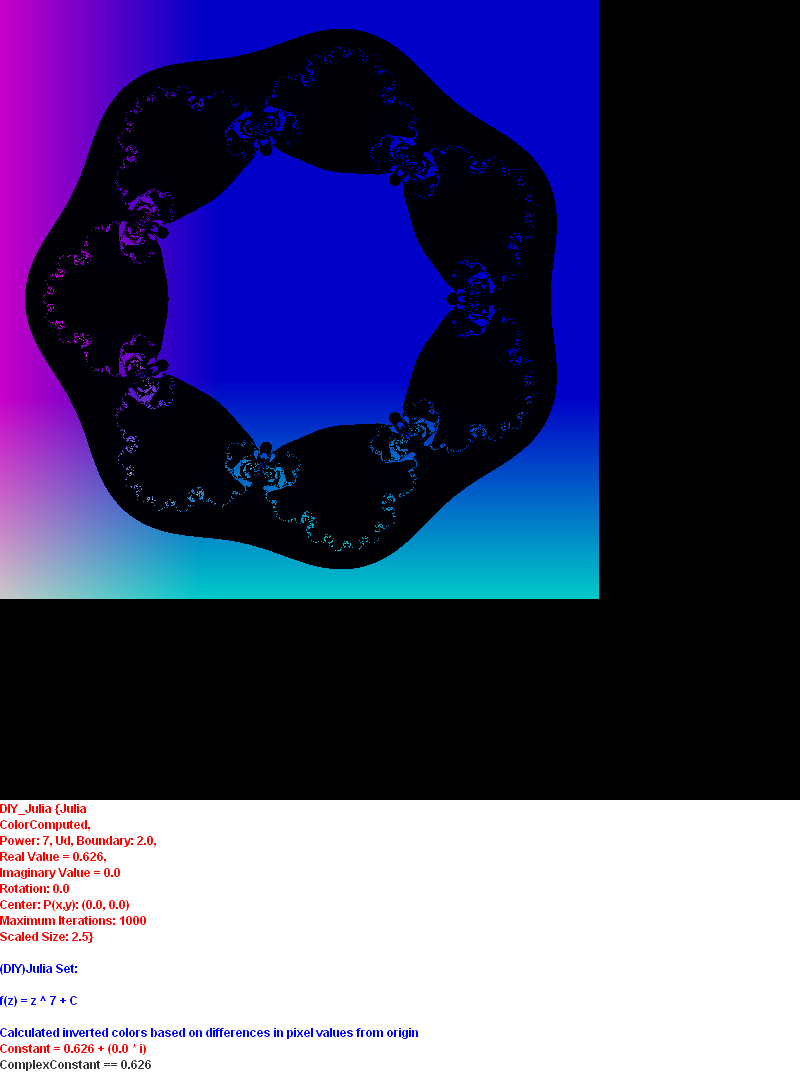 DIY_Julia {Julia
ColorComputed,
Power: 7, Ud, Boundary: 2.0,
Real Value = 0.626,
Imaginary Value = 0.0
Rotation: 0.0
Center: P(x,y): (0.0, 0.0)
Maximum Iterations: 1000
Scaled Size: 2.5}
(DIY)Julia Set:
f(z) = z ^ 7 + C
Calculated inverted colors based on differences in pixel values from origin
Constant = 0.626 + (0.0 * i)
ComplexConstant == 0.626